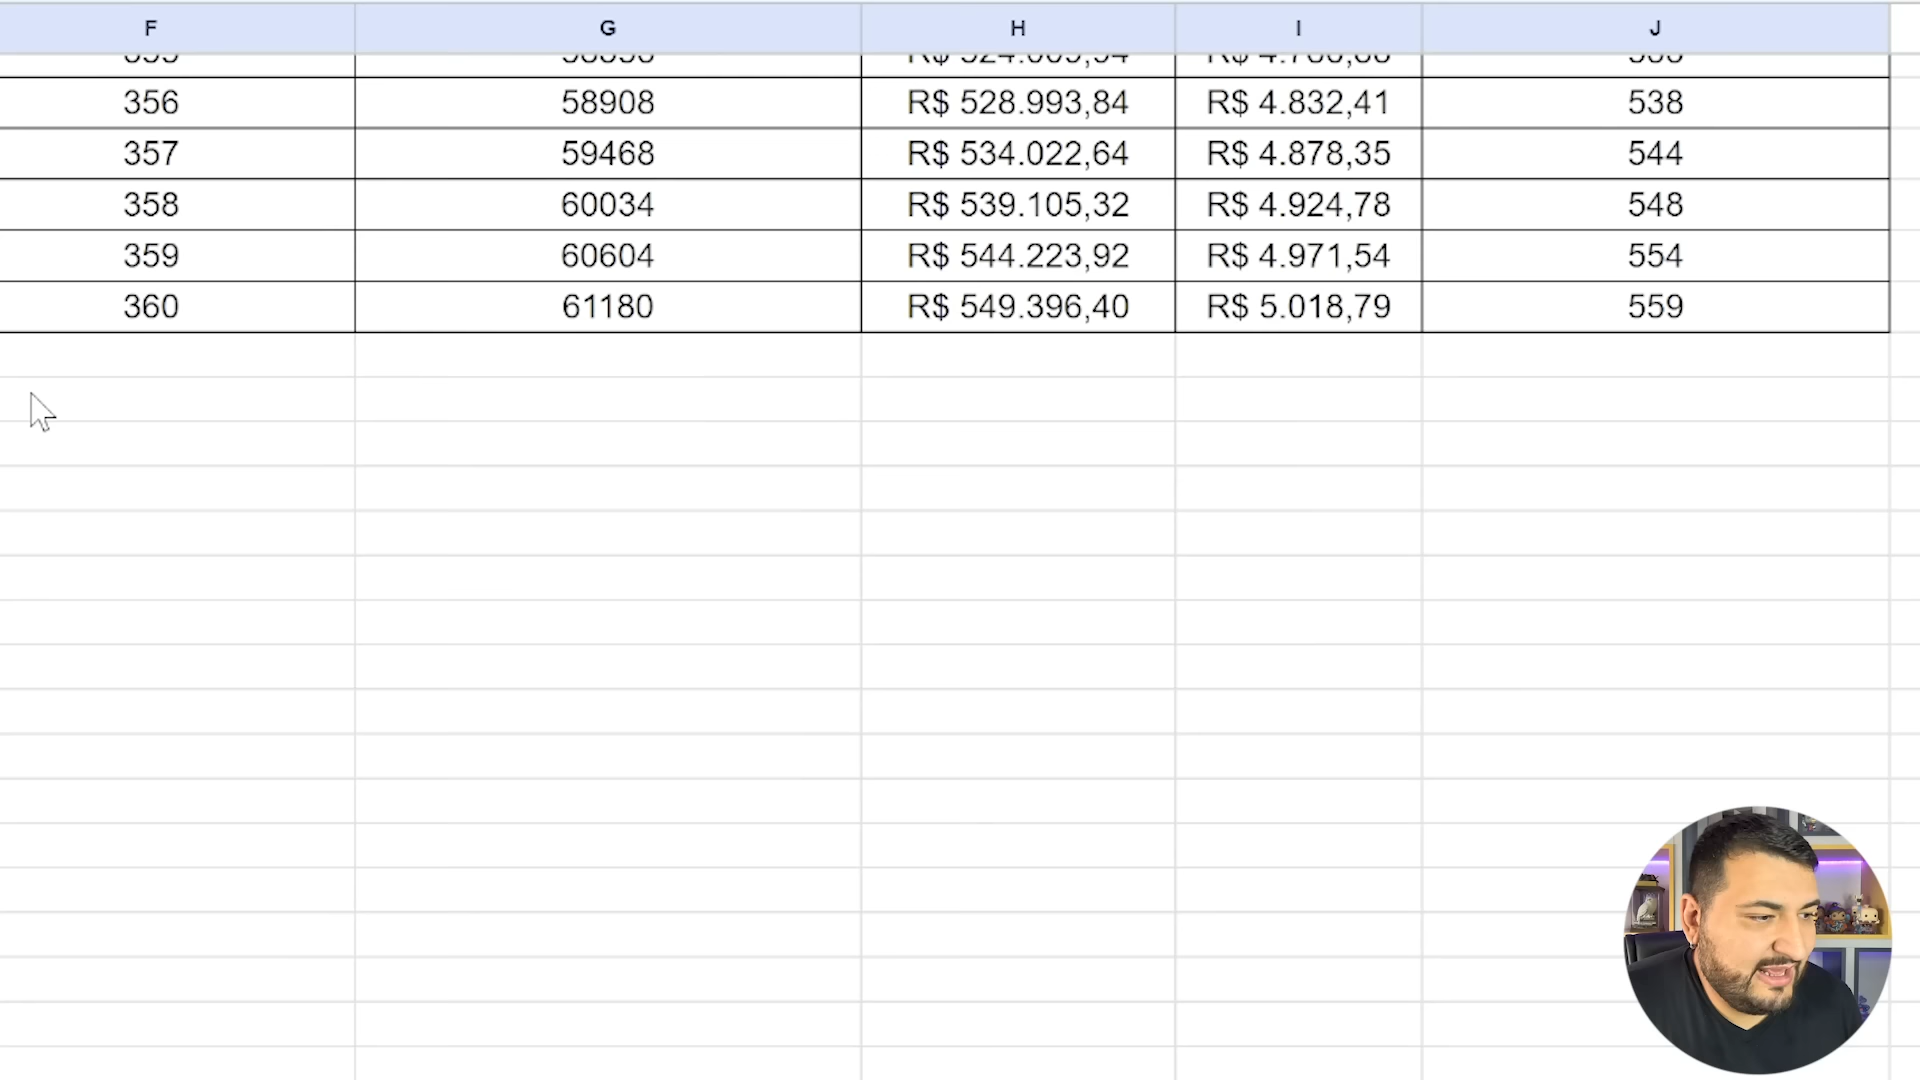 F G H I J
356 58908 R$ 528.993,84 R$ 4.832,41 538
357 59468 R$ 534.022,64 R$ 4.878,35 544
358 60034 R$ 539.105,32 R$ 4.924,78 548
359 60604 R$ 544.223,92 R$ 4.971,54 554
360 61180 R$ 549.396,40 R$ 5.018,79 559